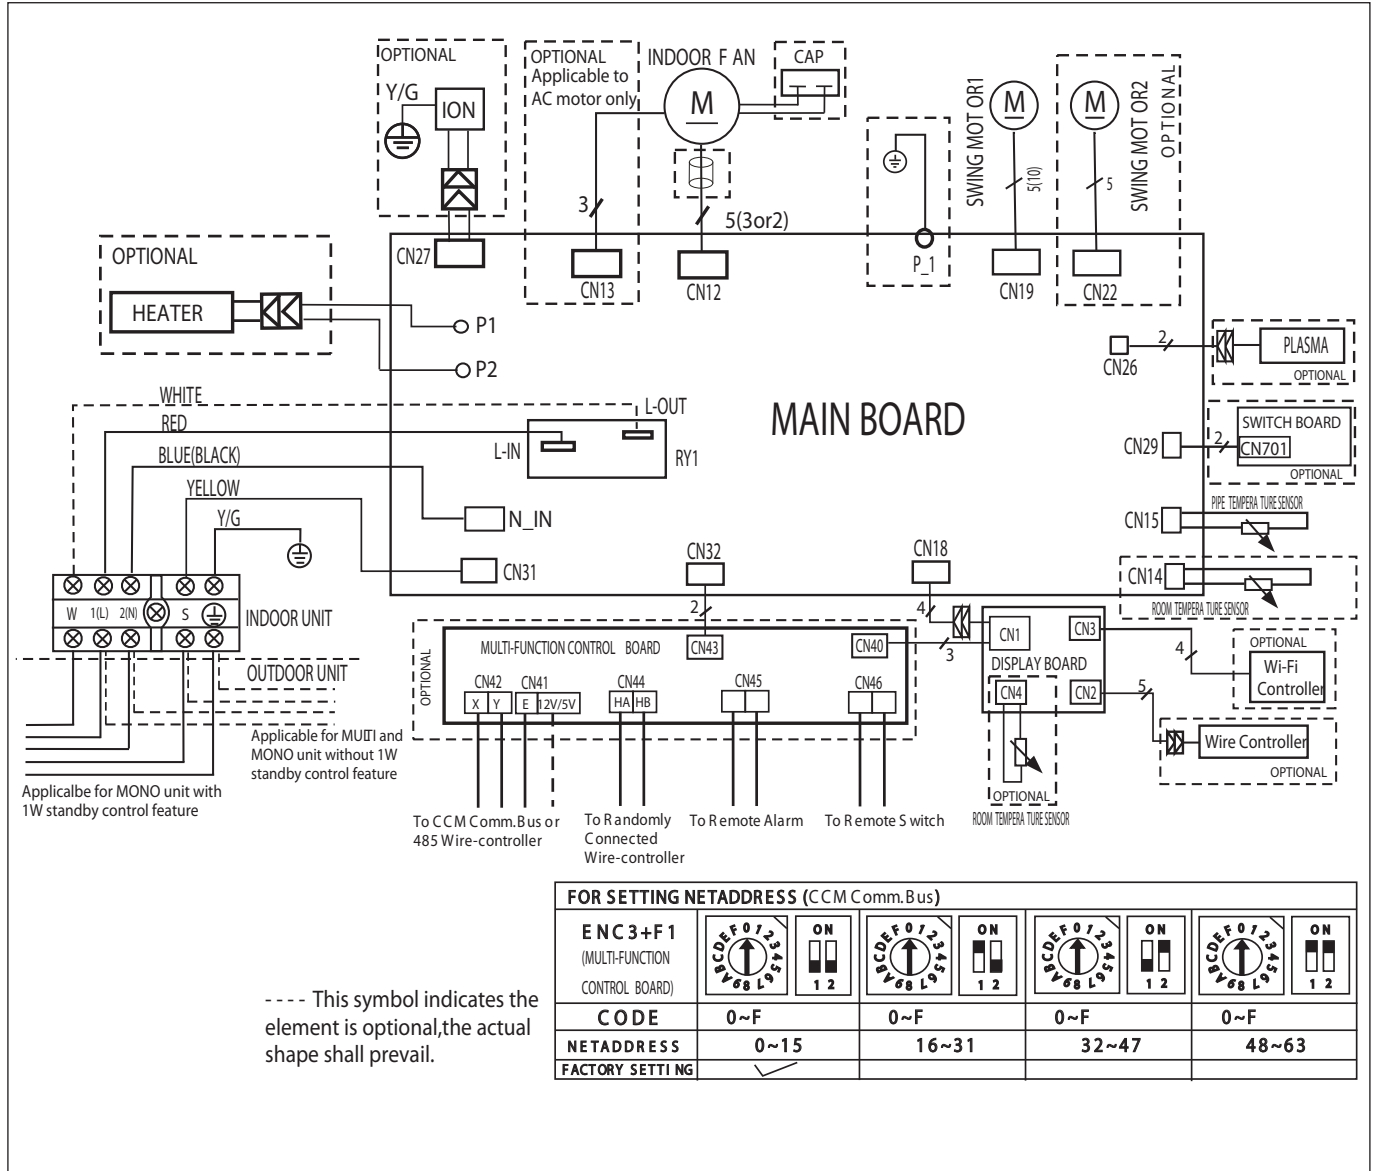 OPTIONAL
Y/G
ION
CN27
OPTIONAL
Applicable to
AC motor only
3
CN13
INDOOR F AN
M
CAP
5(3or2)
CN12
P_1
SWING MOT OR1
M
5(10)
CN19
M
5
SWING MOT OR2
OPTIONAL
CN22
OPTIONAL
HEATER
P1
P2
WHITE
RED
BLUE(BLACK)
YELLOW
Y/G
L-OUT
L-IN
RY1
N_IN
CN31
MAIN BOARD
CN26
2
PLASMA
OPTIONAL
CN29
2
SWITCH BOARD
CN701
OPTIONAL
CN15
PIPE TEMPERA TURE SENSOR
CN14
ROOM TEMPERA TURE SENSOR
CN32
2
CN18
4
W 1(L) 2(N) S
INDOOR UNIT
OUTDOOR UNIT
Applicable for MULTI and
MONO unit without 1W
standby control feature
Applicalbe for MONO unit with
1W standby control feature
OPTIONAL
MULTI-FUNCTION CONTROL BOARD
CN43
CN40
3
CN42
X Y
CN41
E 12V/5V
CN44
HA HB
CN45
CN46
CN1
CN3
DISPLAY BOARD
CN4
CN2
OPTIONAL
ROOM TEMPERA TURE SENSOR
4
OPTIONAL
Wi-Fi
Controller
5
Wire Controller
OPTIONAL
To CCM Comm.Bus or
485 Wire-controller
To Randomly
Connected
Wire-controller
To Remote Alarm
To Remote S witch
---- This symbol indicates the
element is optional,the actual
shape shall prevail.
FOR SETTING NETADDRESS (CCM Comm.Bus)
ENC3+F1
(MULTI-FUNCTION
CONTROL BOARD)
0123456789ABCDEF
ON
1 2
0123456789ABCDEF
ON
1 2
0123456789ABCDEF
ON
1 2
0123456789ABCDEF
ON
1 2
CODE 0~F 0~F 0~F 0~F
NETADDRESS 0~15 16~31 32~47 48~63
FACTORY SETTI NG